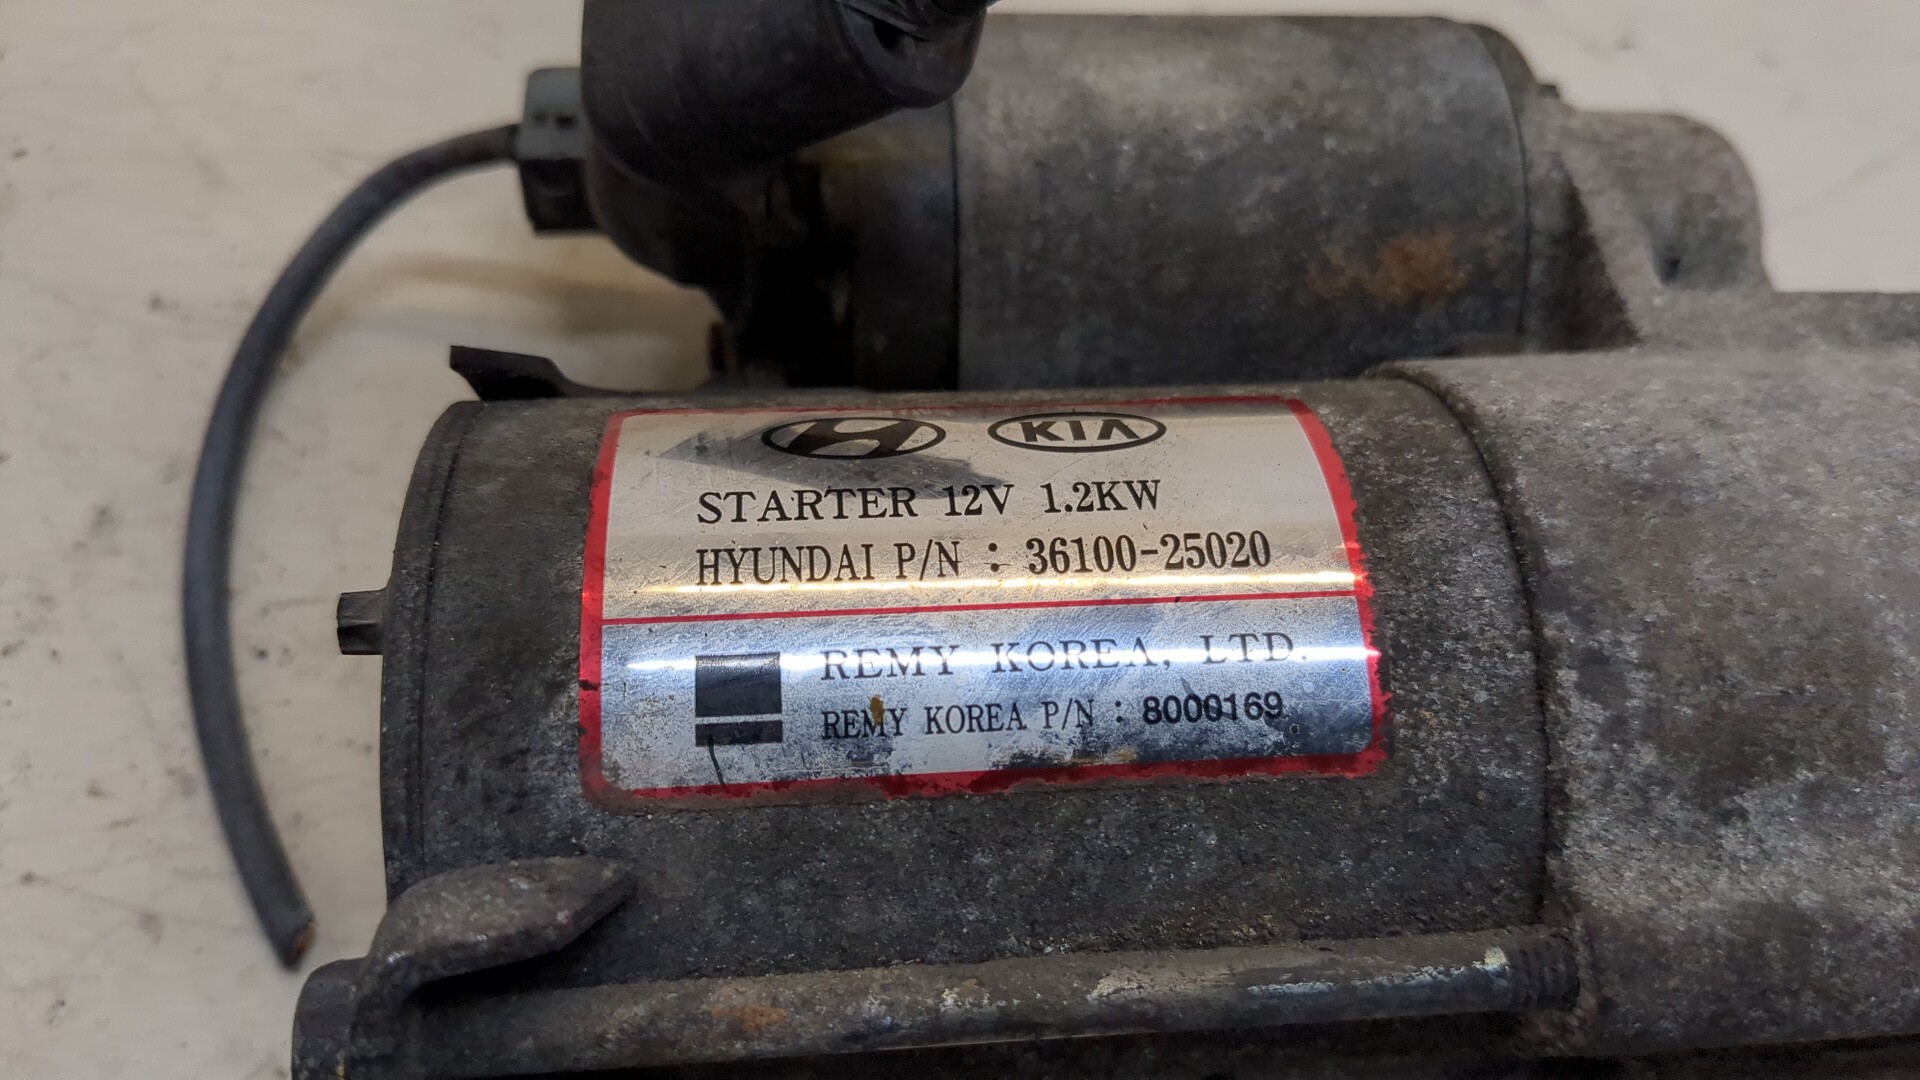 KIA
STARTER 12V 1.2KW
HYUNDAI P/N : 36100-25020
REMY KOREA, LTD.
REMY KOREA P/N : 8000169